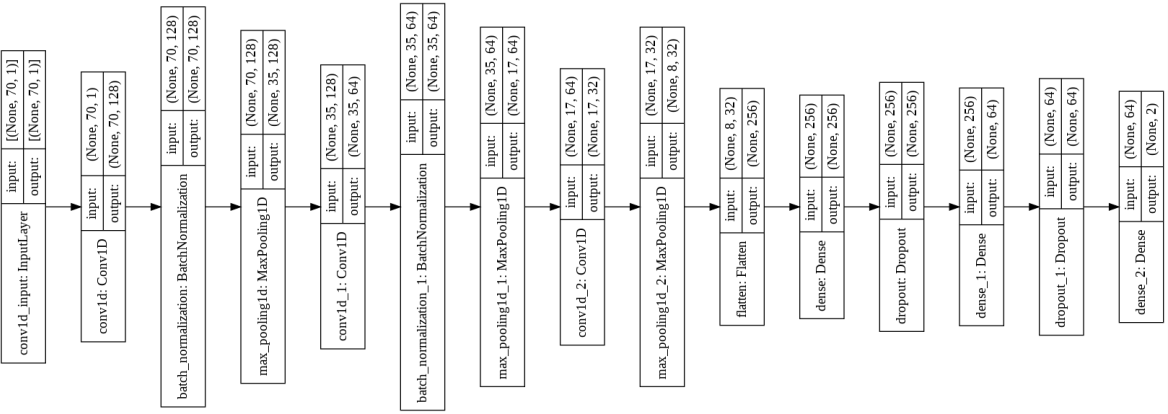 conv1d_input: InputLayer
input:
output:
[(None, 70, 1)]
[(None, 70, 1)]
conv1d: Conv1D
input:
output:
(None, 70, 1)
(None, 70, 128)
batch_normalization: BatchNormalization
input:
output:
(None, 70, 128)
(None, 70, 128)
max_pooling1d: MaxPooling1D
input:
output:
(None, 70, 128)
(None, 35, 128)
conv1d_1: Conv1D
input:
output:
(None, 35, 128)
(None, 35, 64)
batch_normalization_1: BatchNormalization
input:
output:
(None, 35, 64)
(None, 35, 64)
max_pooling1d_1: MaxPooling1D
input:
output:
(None, 35, 64)
(None, 17, 64)
conv1d_2: Conv1D
input:
output:
(None, 17, 64)
(None, 17, 32)
max_pooling1d_2: MaxPooling1D
input:
output:
(None, 17, 32)
(None, 8, 32)
flatten: Flatten
input:
output:
(None, 8, 32)
(None, 256)
dense: Dense
input:
output:
(None, 256)
(None, 256)
dropout: Dropout
input:
output:
(None, 256)
(None, 256)
dense_1: Dense
input:
output:
(None, 256)
(None, 64)
dropout_1: Dropout
input:
output:
(None, 64)
(None, 64)
dense_2: Dense
input:
output:
(None, 64)
(None, 2)